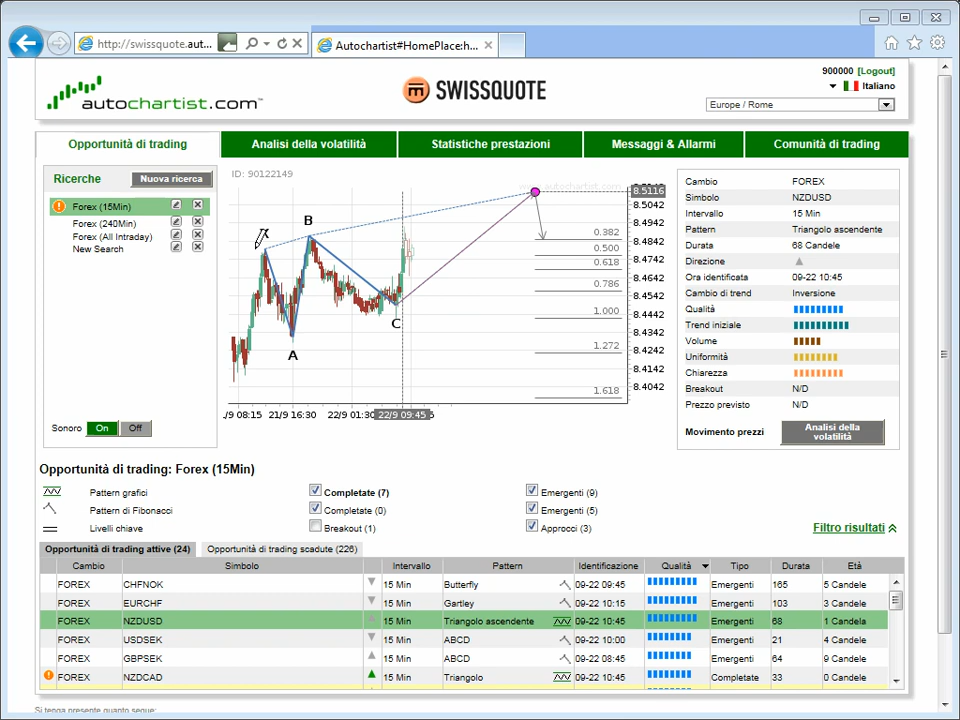 http://swissquote.aut...
Autochartist#HomePlace:h...
autochartist.com™
SWISSQUOTE
900000 [Logout]
Italiano
Europe / Rome
Opportunità di trading
Analisi della volatilità
Statistiche prestazioni
Messaggi & Allarmi
Comunità di trading
Ricerche
Nuova ricerca
Forex (15Min)
Forex (240Min)
Forex (All Intraday)
New Search
Sonoro On Off
ID: 90122149
A
B
C
0.382
0.500
0.618
0.786
1.000
1.272
1.618
8.5116
8.5042
8.4942
8.4842
8.4742
8.4642
8.4542
8.4442
8.4342
8.4242
8.4142
8.4042
./9 08:15 21/9 16:30 22/9 01:30 22/9 09:45
Cambio FOREX
Simbolo NZDUSD
Intervallo 15 Min
Pattern Triangolo ascendente
Durata 68 Candele
Direzione
Ora identificata 09-22 10:45
Cambio di trend Inversione
Qualità
Trend iniziale
Volume
Uniformità
Chiarezza
Breakout N/D
Prezzo previsto N/D
Movimento prezzi
Analisi della
volatilità
Opportunità di trading: Forex (15Min)
Pattern grafici Completate (7) Emergenti (9)
Pattern di Fibonacci Completate (0) Emergenti (5)
Livelli chiave Breakout (1) Approcci (3)
Filtro risultati
Opportunità di trading attive (24) Opportunità di trading scadute (226)
Cambio Simbolo Intervallo Pattern Identificazione Qualità Tipo Durata Età
FOREX CHFNOK 15 Min Butterfly 09-22 09:45 Emergenti 165 5 Candele
FOREX EURCHF 15 Min Gartley 09-22 10:15 Emergenti 103 3 Candele
FOREX NZDUSD 15 Min Triangolo ascendente 09-22 10:45 Emergenti 68 1 Candela
FOREX USDSEK 15 Min ABCD 09-22 10:00 Emergenti 21 4 Candele
FOREX GBPSEK 15 Min ABCD 09-22 08:45 Emergenti 64 9 Candele
FOREX NZDCAD 15 Min Triangolo 09-22 10:45 Completate 33 0 Candele
Si tenga presente quanto segue: